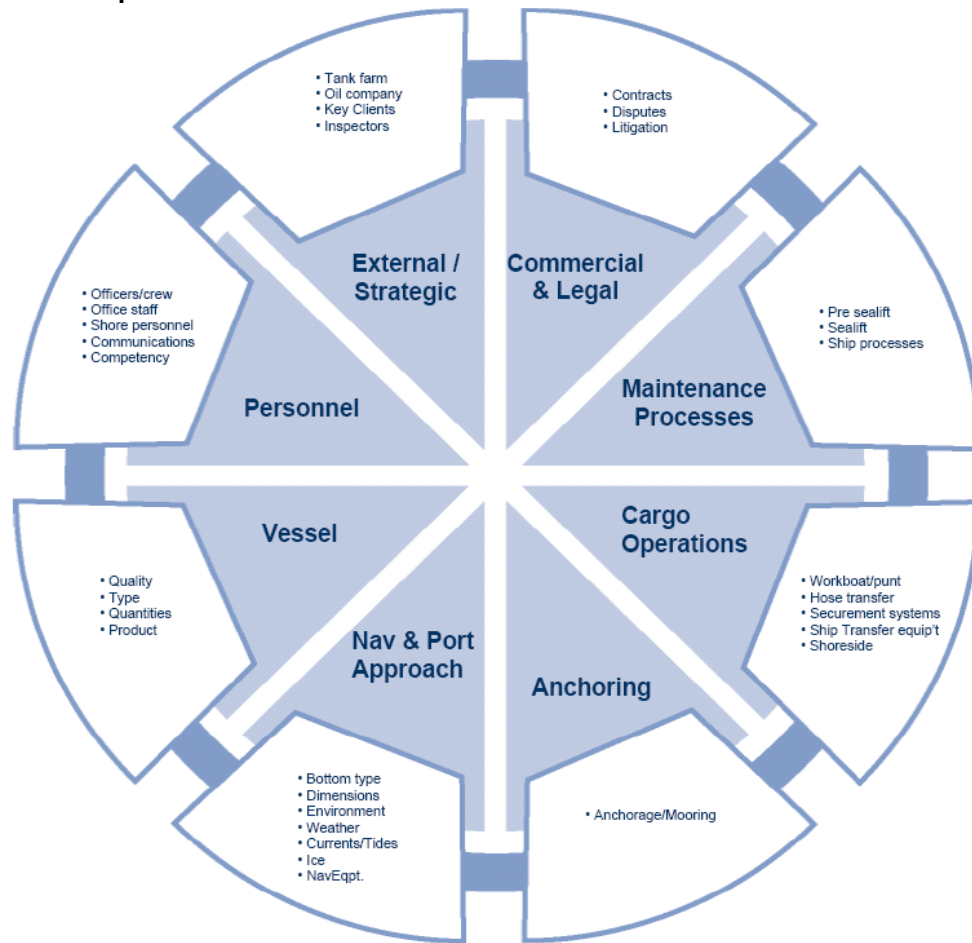 • Tank farm
• Oil company
• Key Clients
• Inspectors
• Contracts
• Disputes
• Litigation
External /
Strategic
Commercial
& Legal
• Officers/crew
• Office staff
• Shore personnel
• Communications
• Competency
• Pre sealift
• Sealift
• Ship processes
Personnel
Maintenance
Processes
Vessel
Cargo
Operations
• Quality
• Type
• Quantities
• Product
• Workboat/punt
• Hose transfer
• Securement systems
• Ship Transfer equip't
• Shoreside
Nav & Port
Approach
Anchoring
• Bottom type
• Dimensions
• Environment
• Weather
• Currents/Tides
• Ice
• NavEqpt.
• Anchorage/Mooring